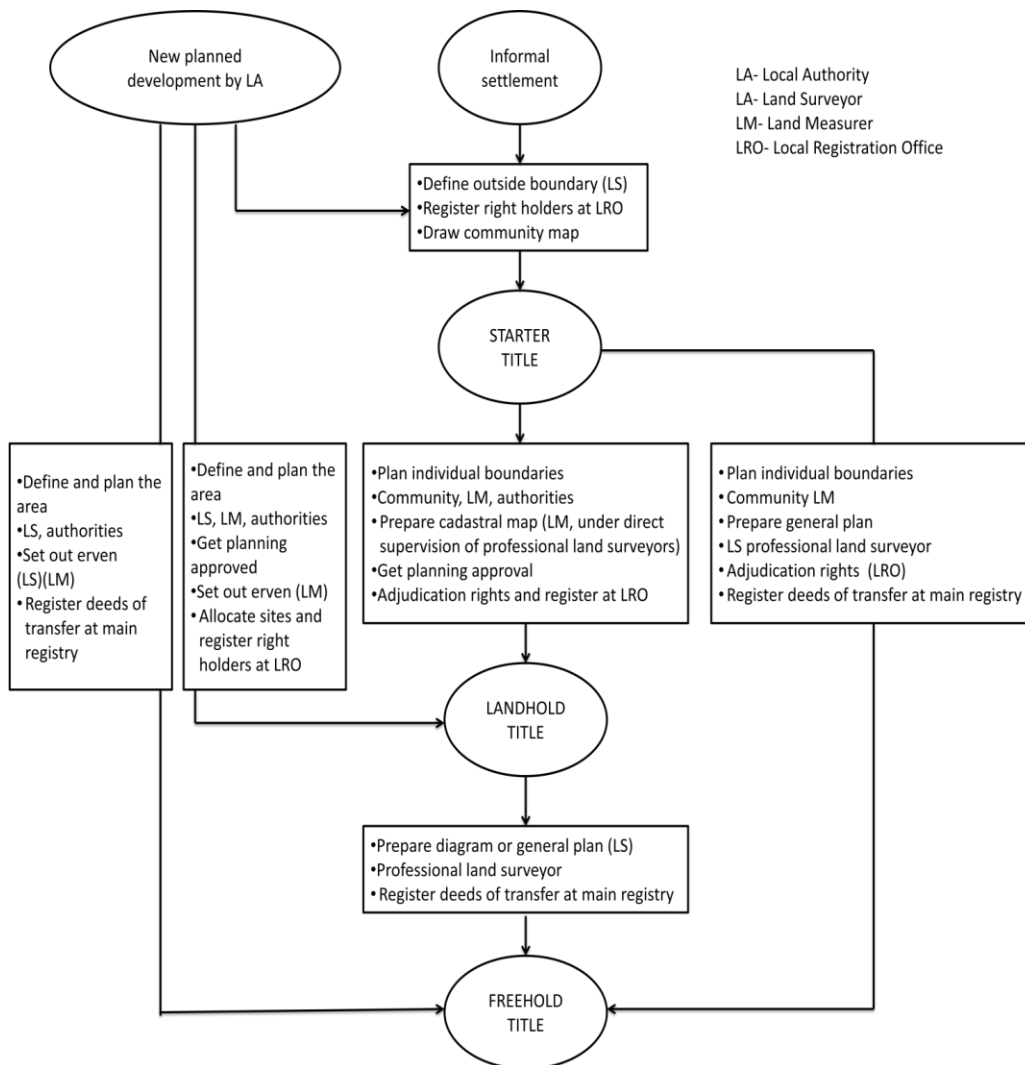 New planned
development by LA
Informal
settlement
LA- Local Authority
LA- Land Surveyor
LM- Land Measurer
LRO- Local Registration Office
•Define outside boundary (LS)
•Register right holders at LRO
•Draw community map
STARTER
TITLE
•Define and plan the
area
•LS, authorities
•Set out erven
(LS)(LM)
•Register deeds of
transfer at main
registry
•Define and plan the
area
•LS, LM, authorities
•Get planning
approved
•Set out erven (LM)
•Allocate sites and
register right
holders at LRO
•Plan individual boundaries
•Community, LM, authorities
•Prepare cadastral map (LM, under direct
supervision of professional land surveyors)
•Get planning approval
•Adjudication rights and register at LRO
•Plan individual boundaries
•Community LM
•Prepare general plan
•LS professional land surveyor
•Adjudication rights (LRO)
•Register deeds of transfer at main registry
LANDHOLD
TITLE
•Prepare diagram or general plan (LS)
•Professional land surveyor
•Register deeds of transfer at main registry
FREEHOLD
TITLE